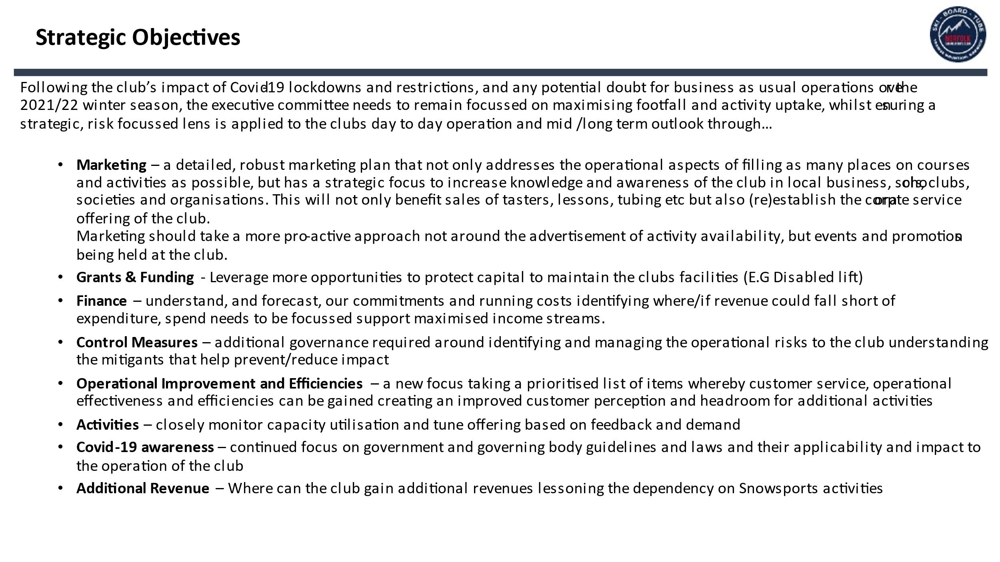 Strategic Objectives
SKI - BOARD - TUBE
NORFOLK
Following the club’s impact of Covid-19 lockdowns and restrictions, and any potential doubt for business as usual operations over the
2021/22 winter season, the executive committee needs to remain focussed on maximising footfall and activity uptake, whilst ensuring a
strategic, risk focussed lens is applied to the clubs day to day operation and mid /long term outlook through…
• Marketing – a detailed, robust marketing plan that not only addresses the operational aspects of filling as many places on courses
and activities as possible, but has a strategic focus to increase knowledge and awareness of the club in local business, schools, clubs,
societies and organisations. This will not only benefit sales of tasters, lessons, tubing etc but also (re)establish the corporate service
offering of the club.
Marketing should take a more pro-active approach not around the advertisement of activity availability, but events and promotions
being held at the club.
• Grants & Funding - Leverage more opportunities to protect capital to maintain the clubs facilities (E.G Disabled lift)
• Finance – understand, and forecast, our commitments and running costs identifying where/if revenue could fall short of
expenditure, spend needs to be focussed support maximised income streams.
• Control Measures – additional governance required around identifying and managing the operational risks to the club understanding
the mitigants that help prevent/reduce impact
• Operational Improvement and Efficiencies – a new focus taking a prioritised list of items whereby customer service, operational
effectiveness and efficiencies can be gained creating an improved customer perception and headroom for additional activities
• Activities – closely monitor capacity utilisation and tune offering based on feedback and demand
• Covid-19 awareness – continued focus on government and governing body guidelines and laws and their applicability and impact to
the operation of the club
• Additional Revenue – Where can the club gain additional revenues lessoning the dependency on Snowsports activities